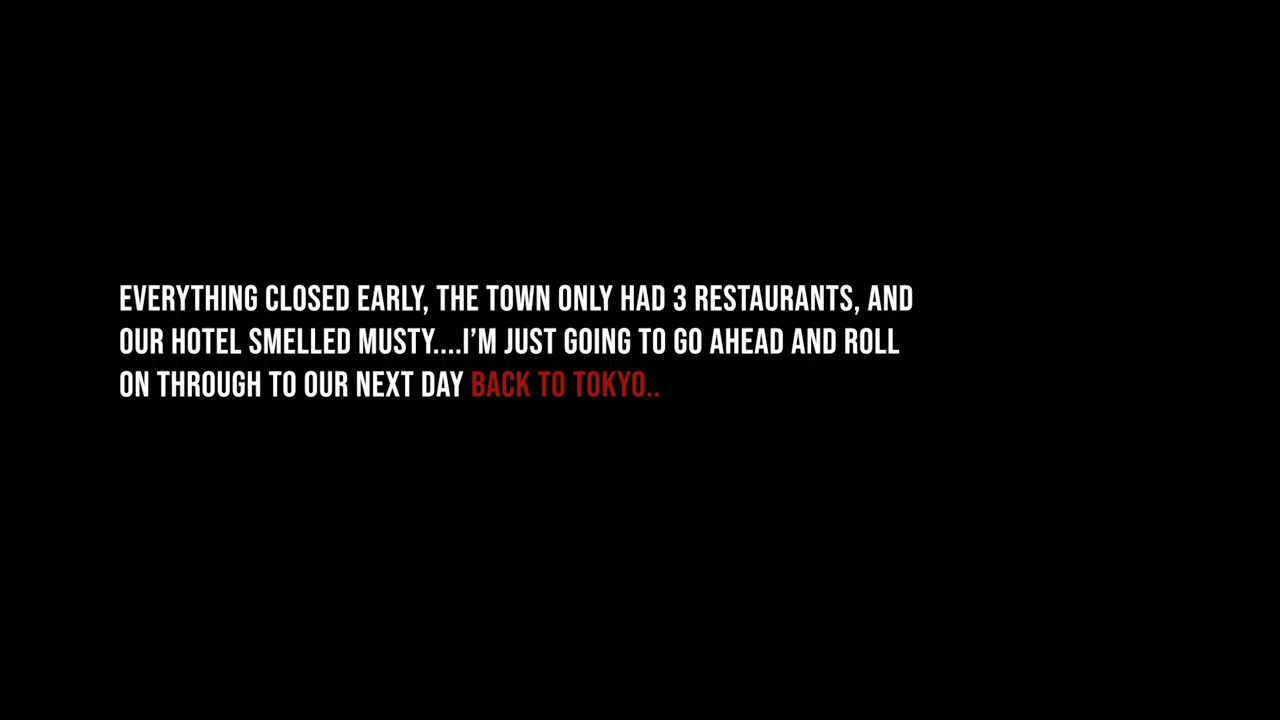 EVERYTHING CLOSED EARLY, THE TOWN ONLY HAD 3 RESTAURANTS, AND
OUR HOTEL SMELLED MUSTY....I'M JUST GOING TO GO AHEAD AND ROLL
ON THROUGH TO OUR NEXT DAY BACK TO TOKYO..